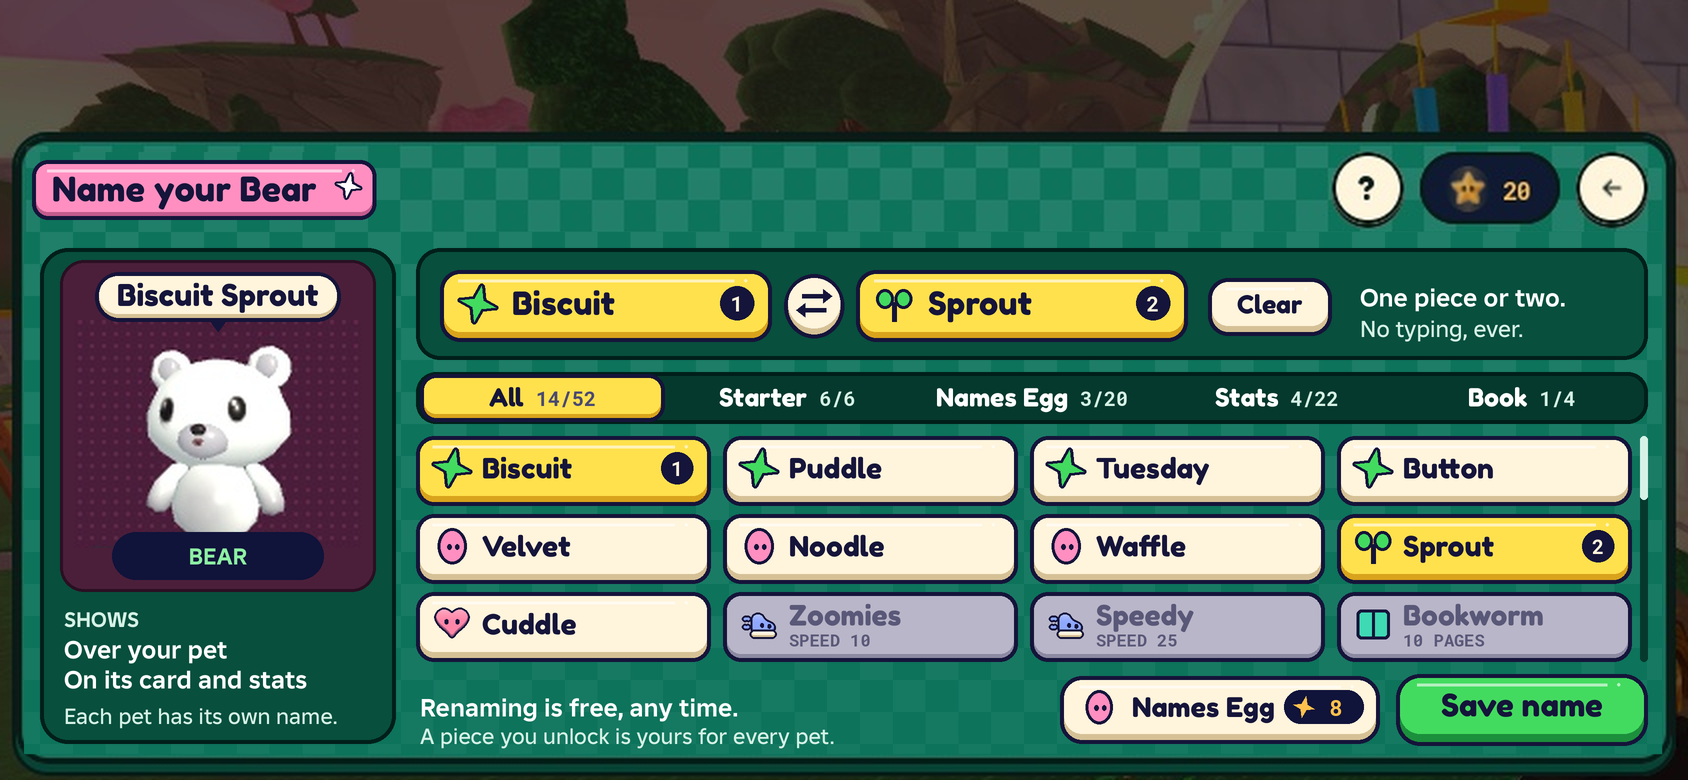 Name your Bear
?
20
Biscuit Sprout
BEAR
SHOWS
Over your pet
On its card and stats
Each pet has its own name.
Biscuit 1
Sprout 2
Clear
One piece or two.
No typing, ever.
All 14/52
Starter 6/6
Names Egg 3/20
Stats 4/22
Book 1/4
Biscuit 1
Puddle
Tuesday
Button
Velvet
Noodle
Waffle
Sprout 2
Cuddle
Zoomies
SPEED 10
Speedy
SPEED 25
Bookworm
10 PAGES
Renaming is free, any time.
A piece you unlock is yours for every pet.
Names Egg 8
Save name